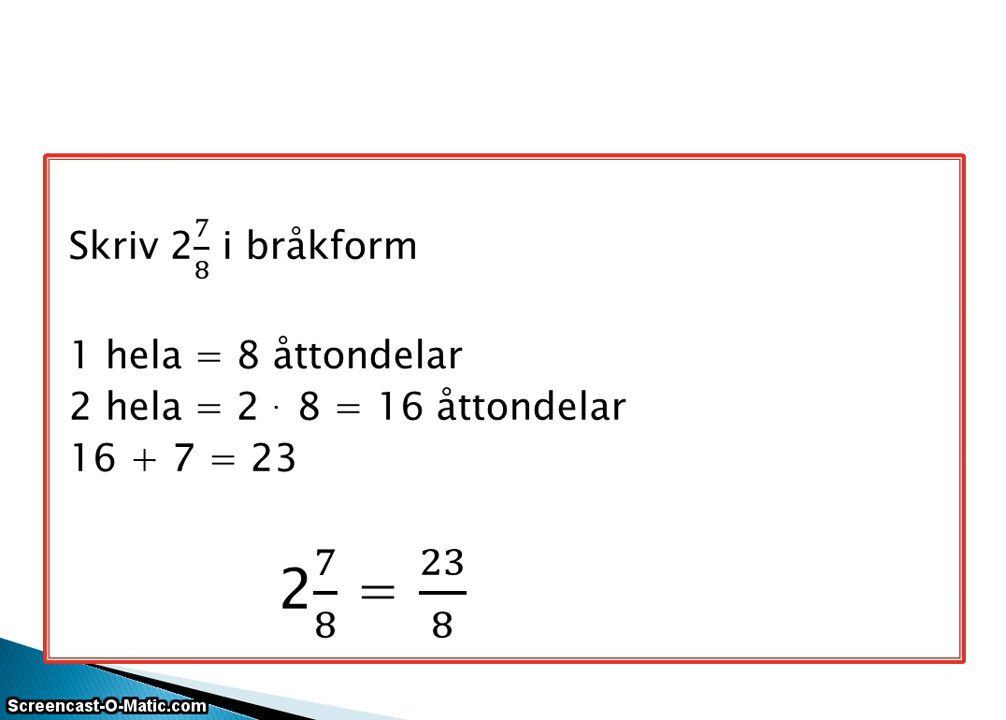 Skriv 2 7/8 i bråkform
1 hela = 8 åttondelar
2 hela = 2 · 8 = 16 åttondelar
16 + 7 = 23
2 7/8 = 23/8
Screencast-O-Matic.com